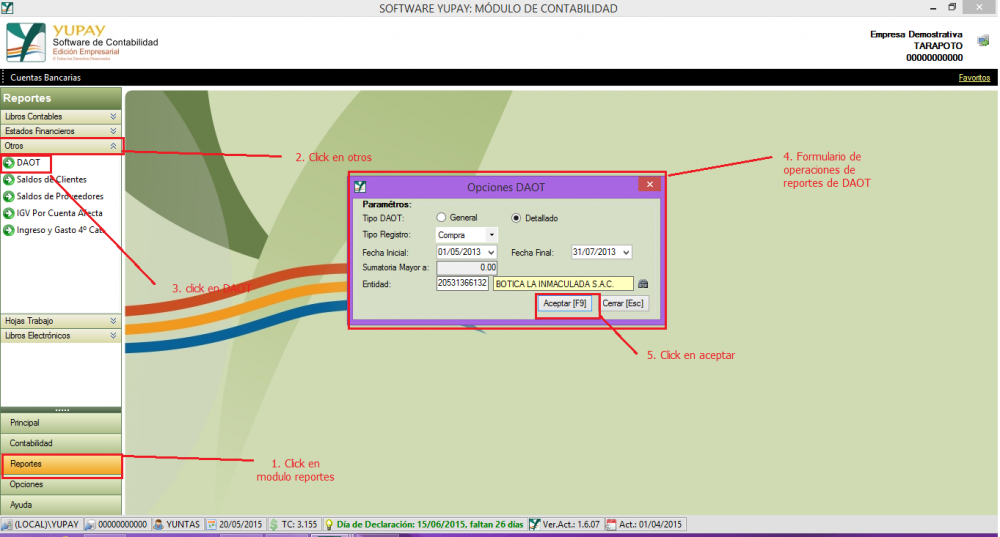 SOFTWARE YUPAY: MÓDULO DE CONTABILIDAD
YUPAY
Software de Contabilidad
Edición Empresarial
© Todos los Derechos Reservados
Empresa Demostrativa
TARAPOTO
00000000000
Cuentas Bancarias
Favoritos
Reportes
Libros Contables
Estados Financieros
Otros
DAOT
Saldos de Clientes
Saldos de Proveedores
IGV Por Cuenta Afecta
Ingreso y Gasto 4º Cat.
2. Click en otros
3. click en DAOT
4. Formulario de
operaciones de
reportes de DAOT
Opciones DAOT
Paramétros:
Tipo DAOT:
General
Detallado
Tipo Registro:
Compra
Fecha Inicial:
01/05/2013
Fecha Final:
31/07/2013
Sumatoria Mayor a:
0.00
Entidad:
20531366132
BOTICA LA INMACULADA S.A.C.
Aceptar [F9]
Cerrar [Esc]
5. Click en aceptar
Hojas Trabajo
Libros Electrónicos
Principal
Contabilidad
Reportes
Opciones
Ayuda
1. Click en
modulo reportes
(LOCAL)\YUPAY
00000000000
YUNTAS
20/05/2015
TC: 3.155
Día de Declaración: 15/06/2015, faltan 26 días
Ver.Act.: 1.6.07
Act.: 01/04/2015